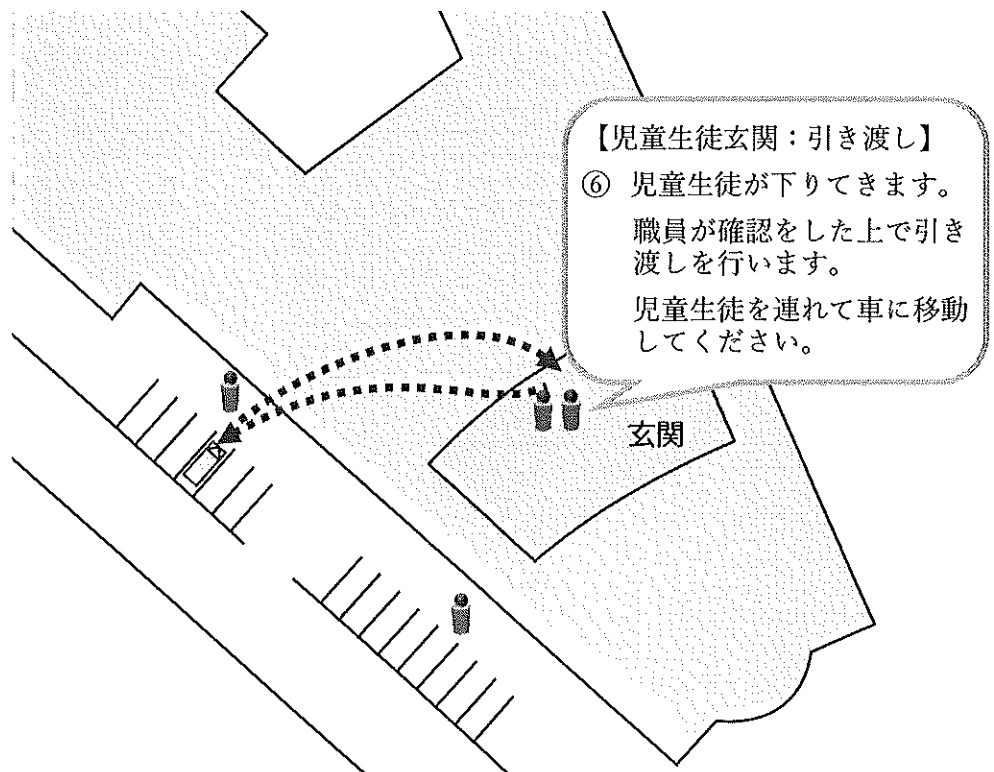 【児童生徒玄関：引き渡し】
⑥ 児童生徒が下りてきます。
職員が確認をした上で引き
渡しを行います。
児童生徒を連れて車に移動
してください。
玄関